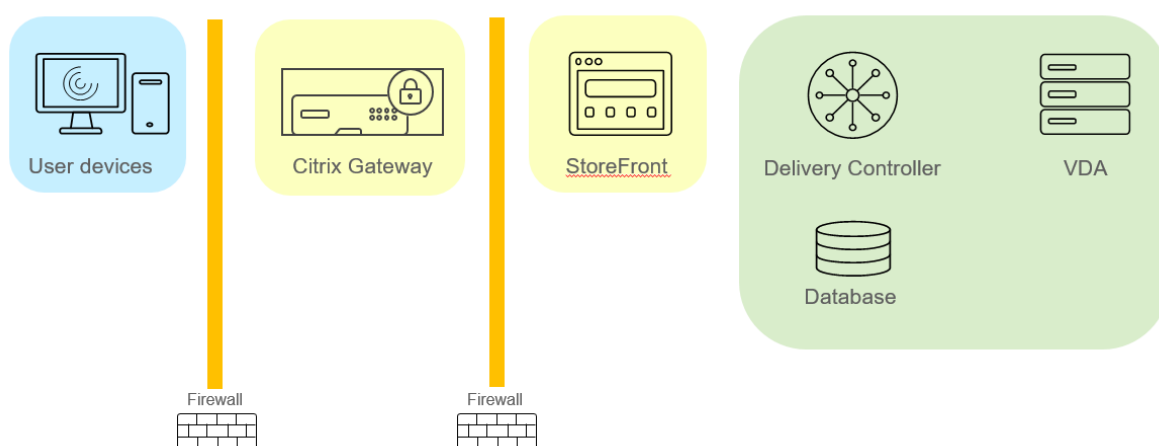 User devices
Citrix Gateway
StoreFront
Delivery Controller
VDA
Database
Firewall
Firewall